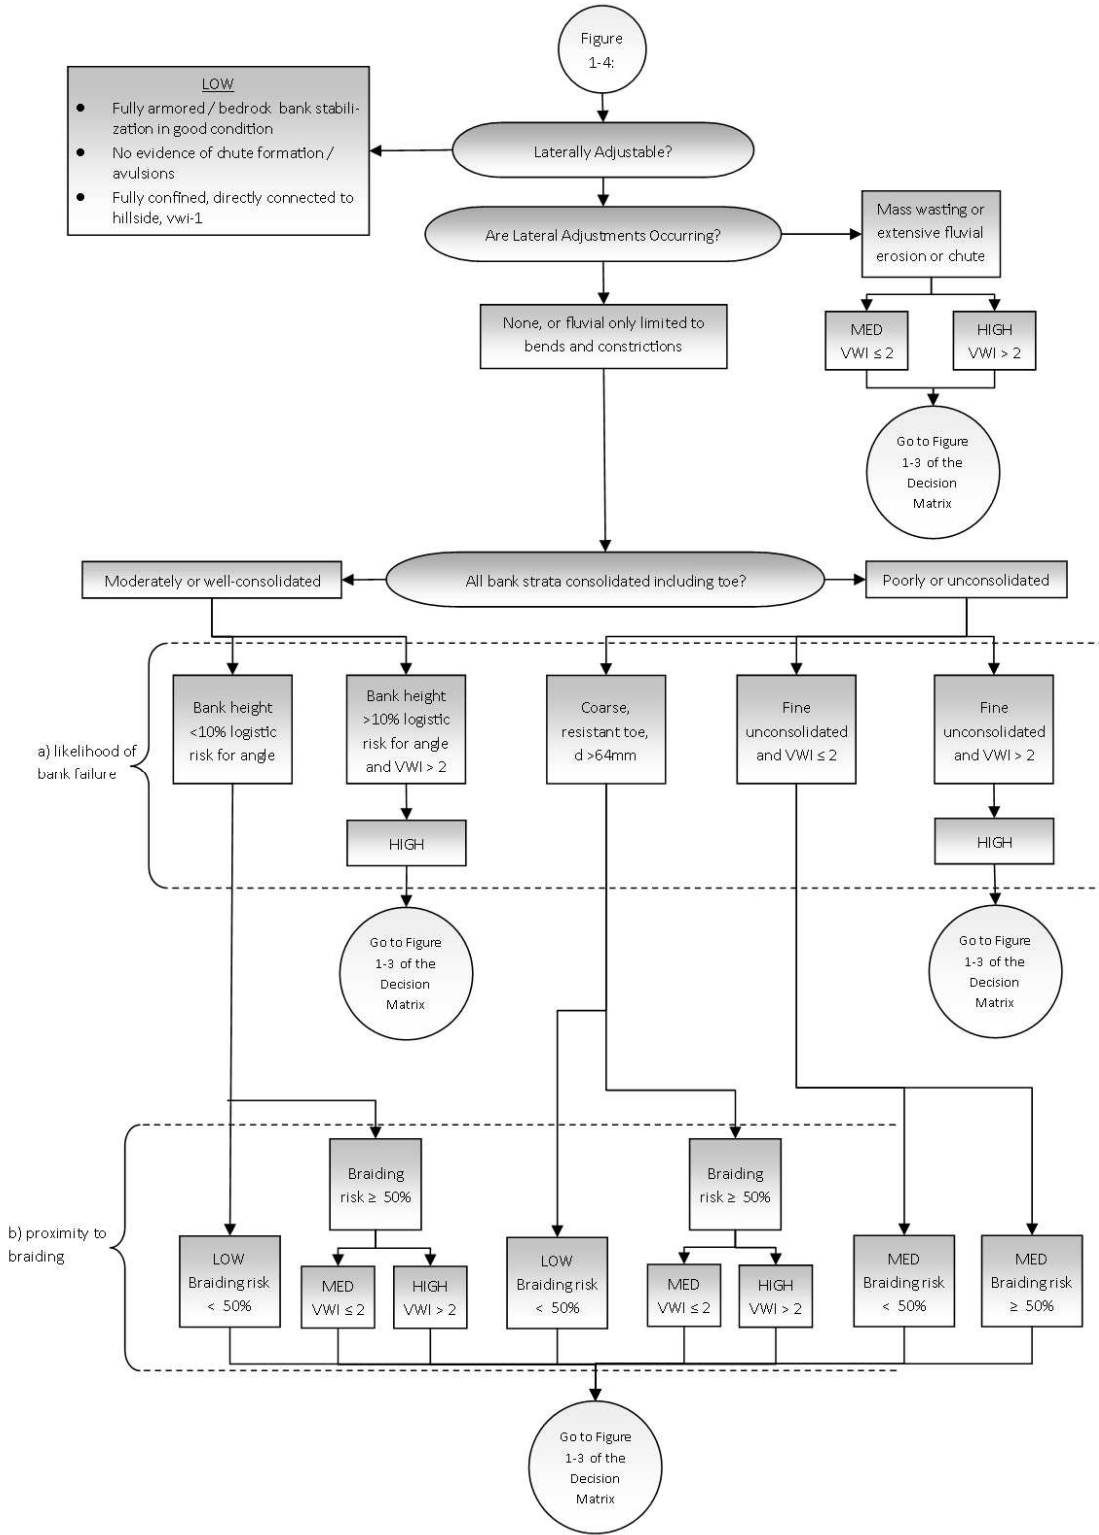 Figure
1-4:
LOW
● Fully armored / bedrock bank stabili-
zation in good condition
● No evidence of chute formation /
avulsions
● Fully confined, directly connected to
hillside, vwi-1
Laterally Adjustable?
Are Lateral Adjustments Occurring?
Mass wasting or
extensive fluvial
erosion or chute
None, or fluvial only limited to
bends and constrictions
MED
VWI ≤ 2
HIGH
VWI > 2
Go to Figure
1-3 of the
Decision
Matrix
Moderately or well-consolidated
All bank strata consolidated including toe?
Poorly or unconsolidated
a) likelihood of
bank failure
Bank height
<10% logistic
risk for angle
Bank height
>10% logistic
risk for angle
and VWI > 2
Coarse,
resistant toe,
d >64mm
Fine
unconsolidated
and VWI ≤ 2
Fine
unconsolidated
and VWI > 2
HIGH
HIGH
Go to Figure
1-3 of the
Decision
Matrix
Go to Figure
1-3 of the
Decision
Matrix
b) proximity to
braiding
Braiding
risk ≥ 50%
Braiding
risk ≥ 50%
LOW
Braiding risk
< 50%
MED
VWI ≤ 2
HIGH
VWI > 2
LOW
Braiding risk
< 50%
MED
VWI ≤ 2
HIGH
VWI > 2
MED
Braiding risk
< 50%
MED
Braiding risk
≥ 50%
Go to Figure
1-3 of the
Decision
Matrix